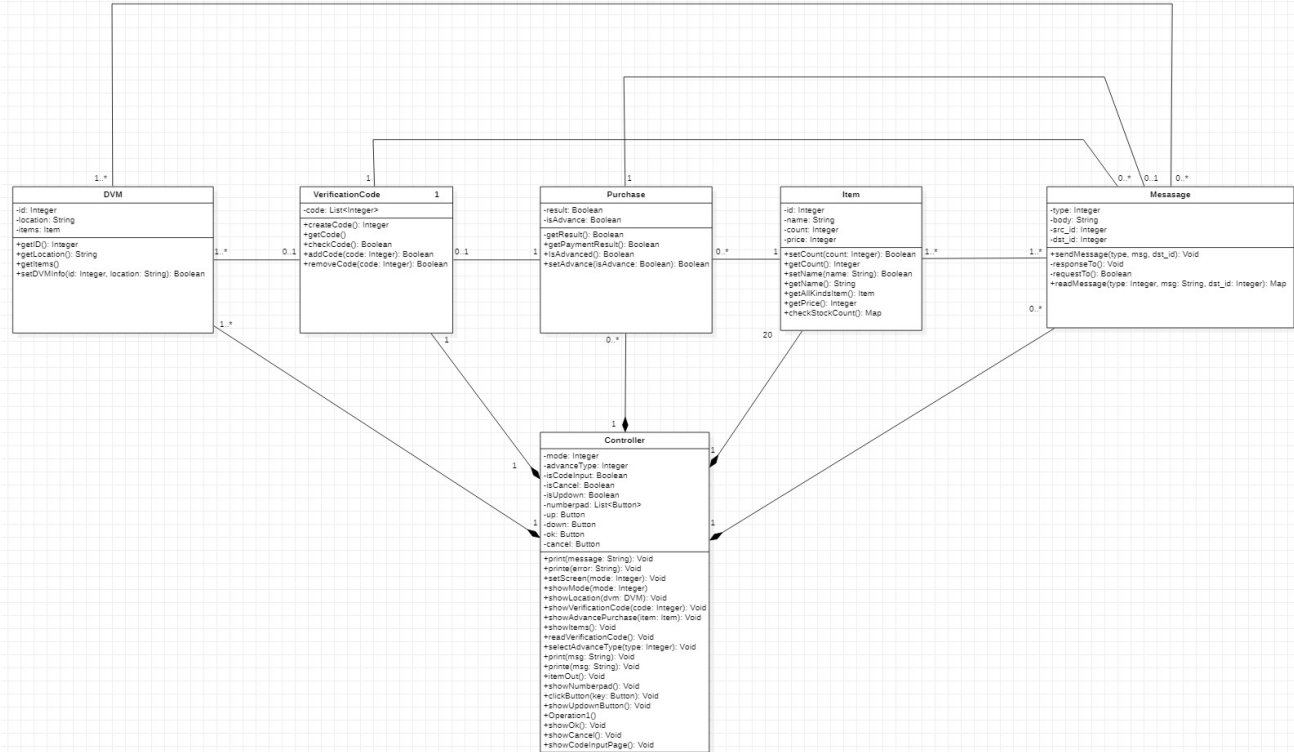 1..*
1
1
0..*
0..1
0..*
DVM
-id: Integer
-location: String
-items: Item
+getID(): Integer
+getLocation(): String
+getItems()
+setDVMInfo(id: Integer, location: String): Boolean
1..*
0.1
VerificationCode
1
-code: List<Integer>
+createCode(): Integer
+getCode()
+checkCode(): Boolean
+addCode(code: Integer): Boolean
+removeCode(code: Integer): Boolean
0.1
1
Purchase
-result: Boolean
-isAdvance: Boolean
-getResult(): Boolean
+getPaymentResult(): Boolean
+IsAdvanced(): Boolean
+setAdvance(isAdvance: Boolean): Boolean
0..*
1
Item
-id: Integer
-name: String
-count: Integer
-price: Integer
+setCount(count: Integer): Boolean
+getCount(): Integer
+setName(name: String): Boolean
+getName(): String
+getAllKindsItem(): Item
+getPrice(): Integer
+checkStockCount(): Map
1..*
1..*
Mesasage
-type: Integer
-body: String
-src_id: Integer
-dst_id: Integer
+sendMessage(type, msg, dst_id): Void
-responseTo(): Void
-requestTo(): Boolean
+readMessage(type: Integer, msg: String, dst_id: Integer): Map
1..*
1
0..*
20
0..*
1
1
1
1
1
Controller
-mode: Integer
-advanceType: Integer
-isCodeInput: Boolean
-isCancel: Boolean
-isUpdown: Boolean
-numberpad: List<Button>
-up: Button
-down: Button
-ok: Button
-cancel: Button
+print(message: String): Void
+printe(error: String): Void
+setScreen(mode: Integer): Void
+showMode(mode: Integer)
+showLocation(dvm: DVM): Void
+showVerificationCode(code: Integer): Void
+showAdvancePurchase(item: Item): Void
+showItems(): Void
+readVerificationCode(): Void
+selectAdvanceType(type: Integer): Void
+print(msg: String): Void
+printe(msg: String): Void
+itemOut(): Void
+showNumberpad(): Void
+clickButton(key: Button): Void
+showUpdownButton(): Void
+Operation1()
+showOk(): Void
+showCancel(): Void
+showCodeInputPage(): Void